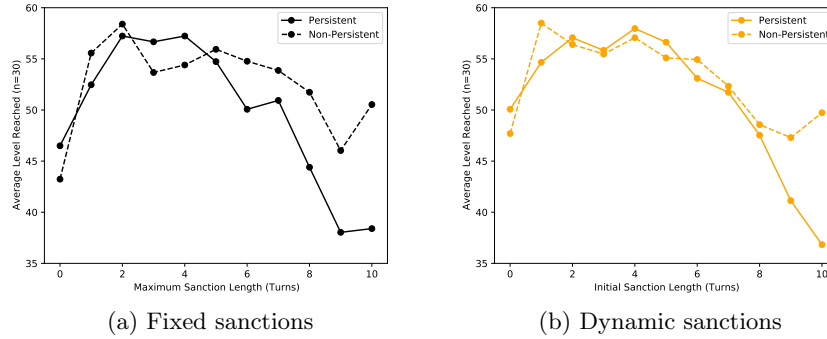 Average Level Reached (n=30)
60
55
50
45
40
35
0 2 4 6 8 10
Maximum Sanction Length (Turns)
Persistent
Non-Persistent
(a) Fixed sanctions
Average Level Reached (n=30)
60
55
50
45
40
35
0 2 4 6 8 10
Initial Sanction Length (Turns)
Persistent
Non-Persistent
(b) Dynamic sanctions